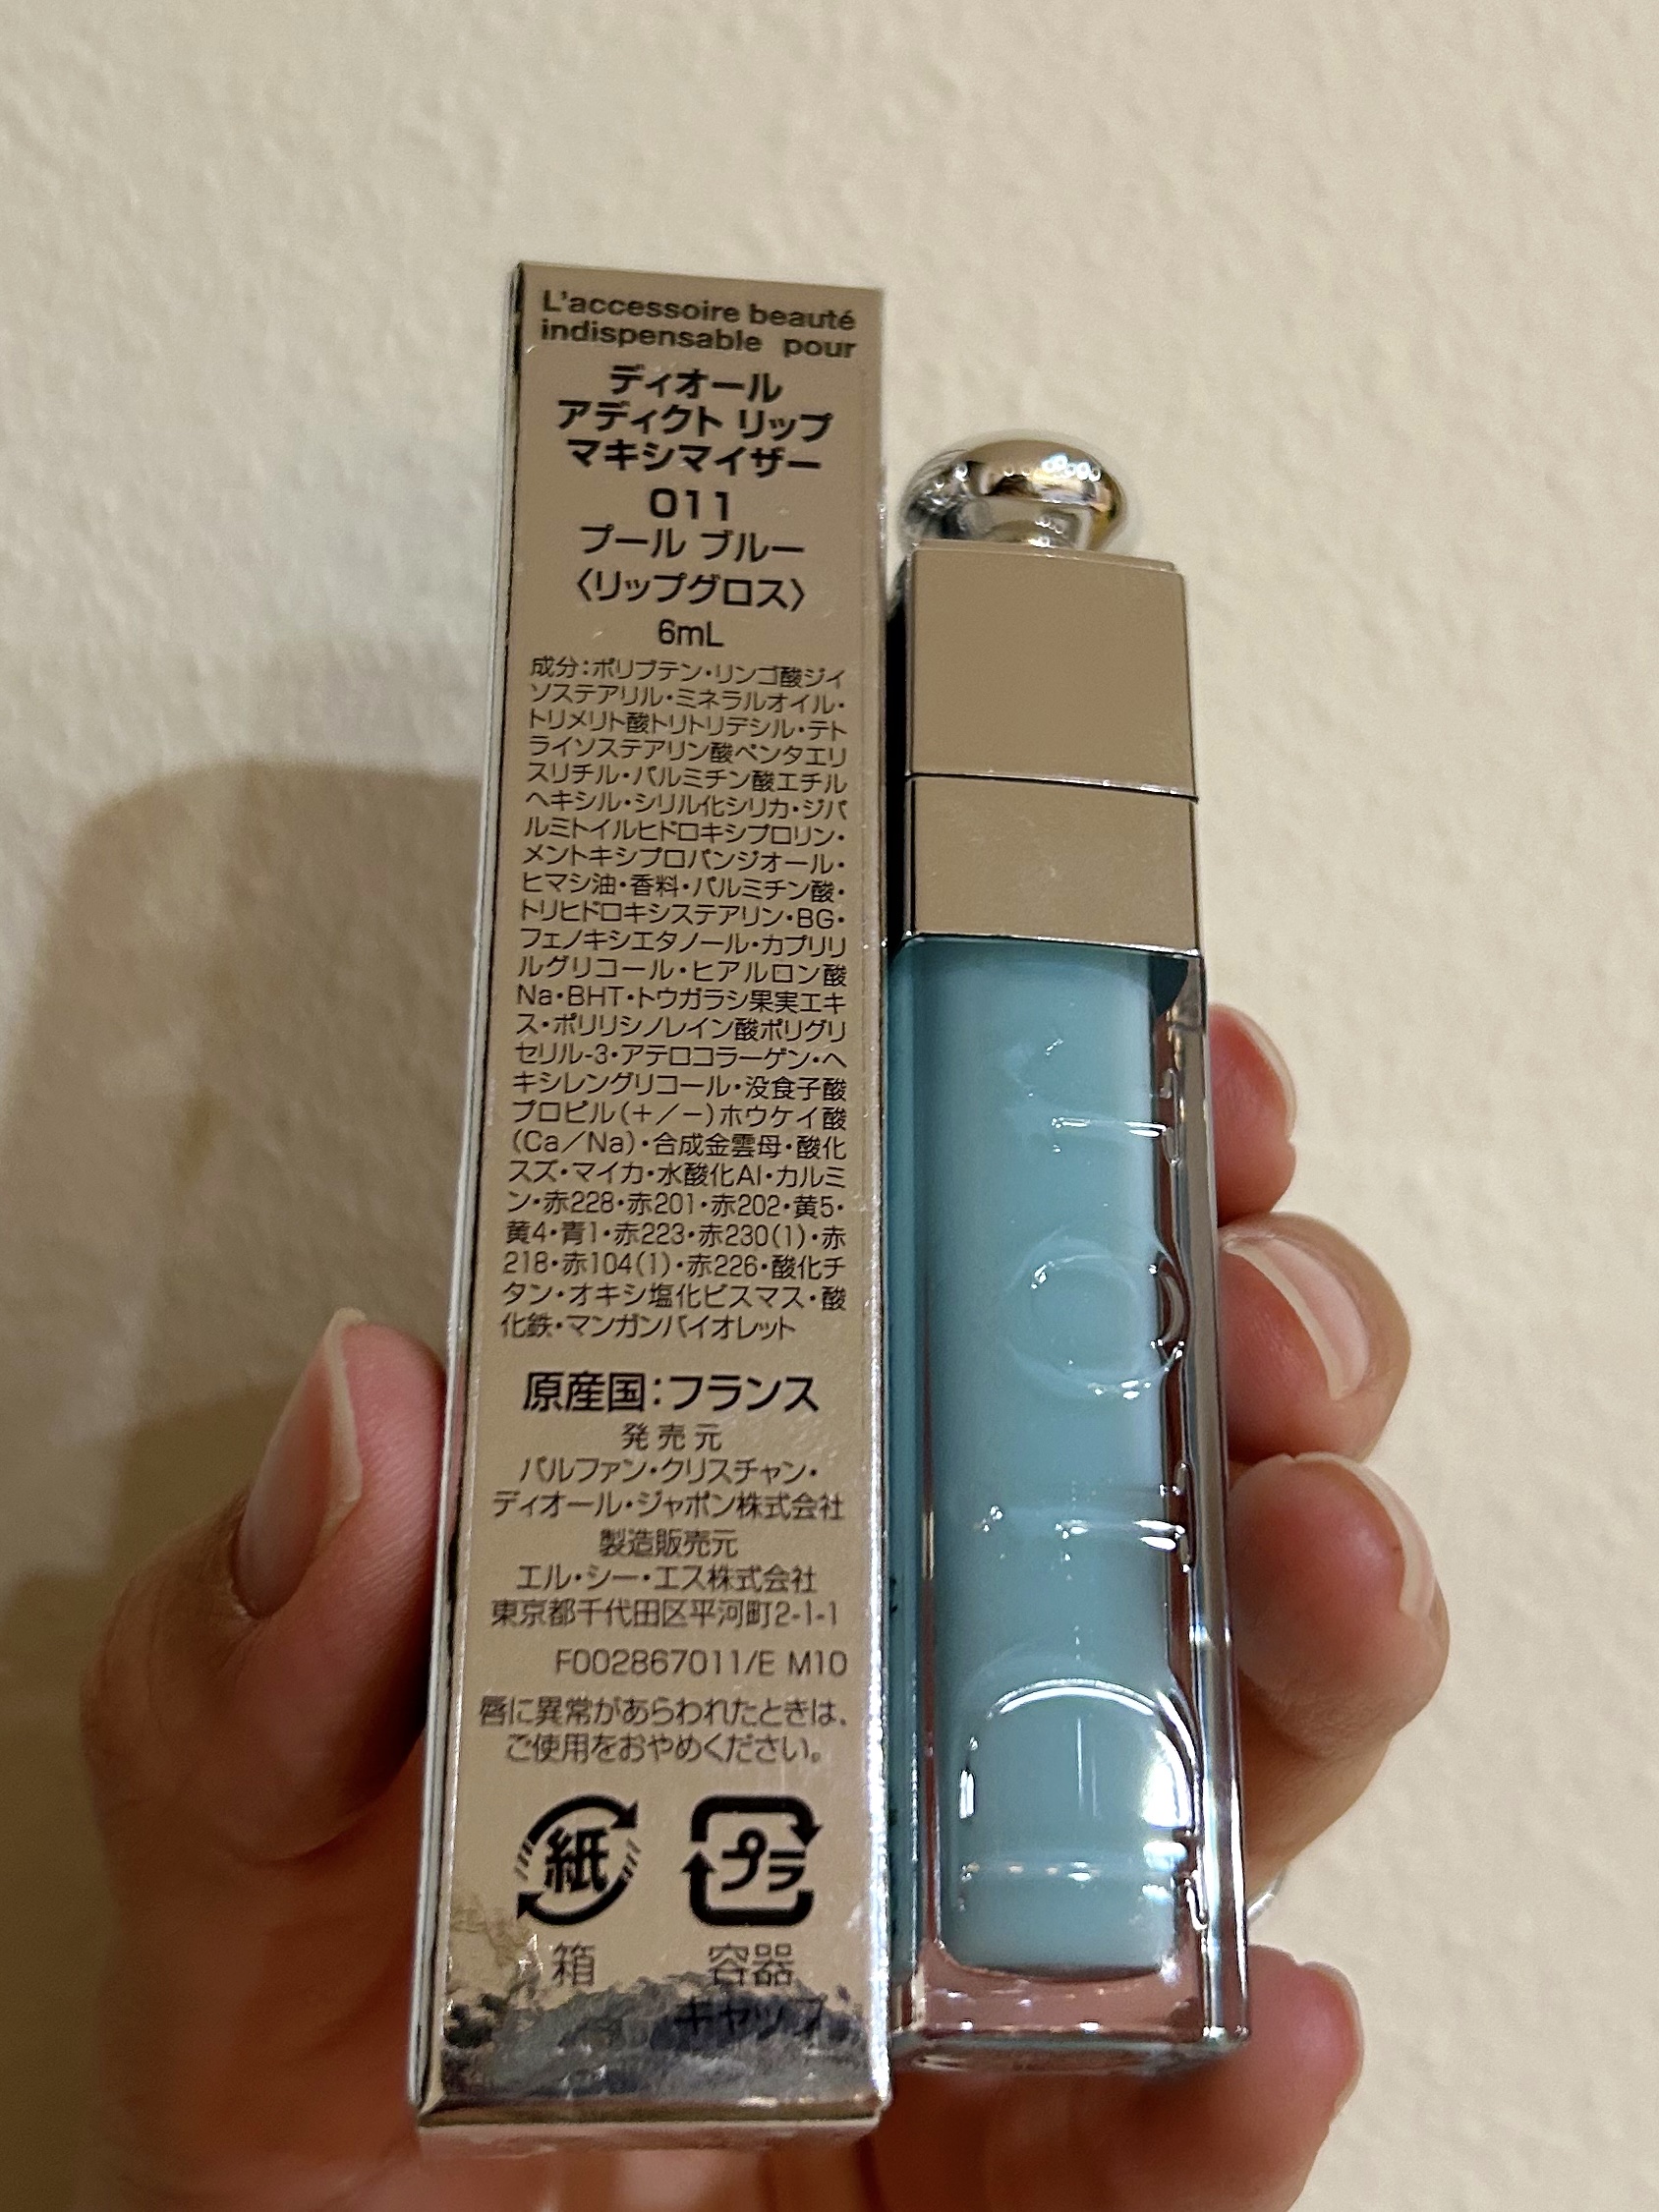 L'accessoire beauté
indispensable pour
ディオール
アディクト リップ
マキシマイザー
011
プール ブルー
〈リップグロス〉
6mL
成分：ポリブテン・リンゴ酸ジイ
ソステアリル・ミネラルオイル・
トリメリト酸トリトリデシル・テト
ライソステアリン酸ペンタエリ
スリチル・パルミチン酸エチル
ヘキシル・シリル化シリカ・ジパ
ルミトイルヒドロキシプロリン・
メントキシプロパンジオール・
ヒマシ油・香料・パルミチン酸・
トリヒドロキシステアリン・BG・
フェノキシエタノール・カプリリ
ルグリコール・ヒアルロン酸
Na・BHT・トウガラシ果実エキ
ス・ポリリシノレイン酸ポリグリ
セリル-3・アテロコラーゲン・ヘ
キシレングリコール・没食子酸
プロピル(＋／－)ホウケイ酸
(Ca／Na)・合成金雲母・酸化
スズ・マイカ・水酸化Al・カルミ
ン・赤228・赤201・赤202・黄5・
黄4・青1・赤223・赤230(1)・赤
218・赤104(1)・赤226・酸化チ
タン・オキシ塩化ビスマス・酸
化鉄・マンガンバイオレット
原産国：フランス
発売元
パルファン・クリスチャン・
ディオール・ジャポン株式会社
製造販売元
エル・シー・エス株式会社
東京都千代田区平河町2-1-1
F002867011/E M10
唇に異常があらわれたときは、
ご使用をおやめください。
紙 プラ
箱 容器
キャップ
DIOR